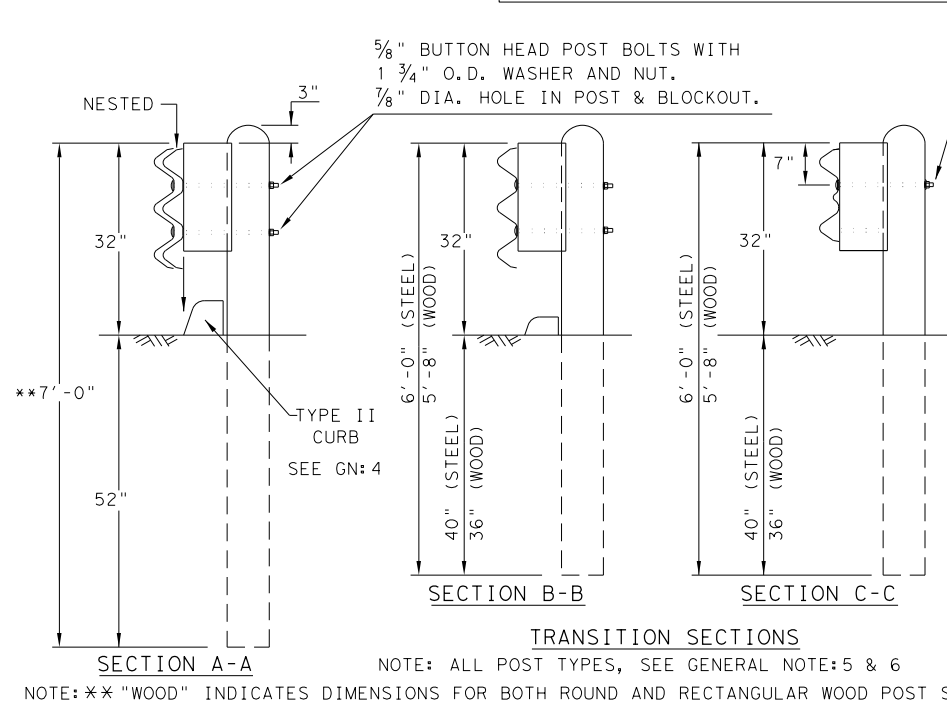 ⅝" BUTTON HEAD POST BOLTS WITH
1 ¾" O.D. WASHER AND NUT.
⅞" DIA. HOLE IN POST & BLOCKOUT.
NESTED
3"
32"
**7'-0"
52"
TYPE II
CURB
SEE GN:4
SECTION A-A
32"
6'-0" (STEEL)
5'-8" (WOOD)
40" (STEEL)
36" (WOOD)
SECTION B-B
7"
32"
6'-0" (STEEL)
5'-8" (WOOD)
40" (STEEL)
36" (WOOD)
SECTION C-C
TRANSITION SECTIONS
NOTE: ALL POST TYPES, SEE GENERAL NOTE:5 & 6
NOTE:** "WOOD" INDICATES DIMENSIONS FOR BOTH ROUND AND RECTANGULAR WOOD POST S